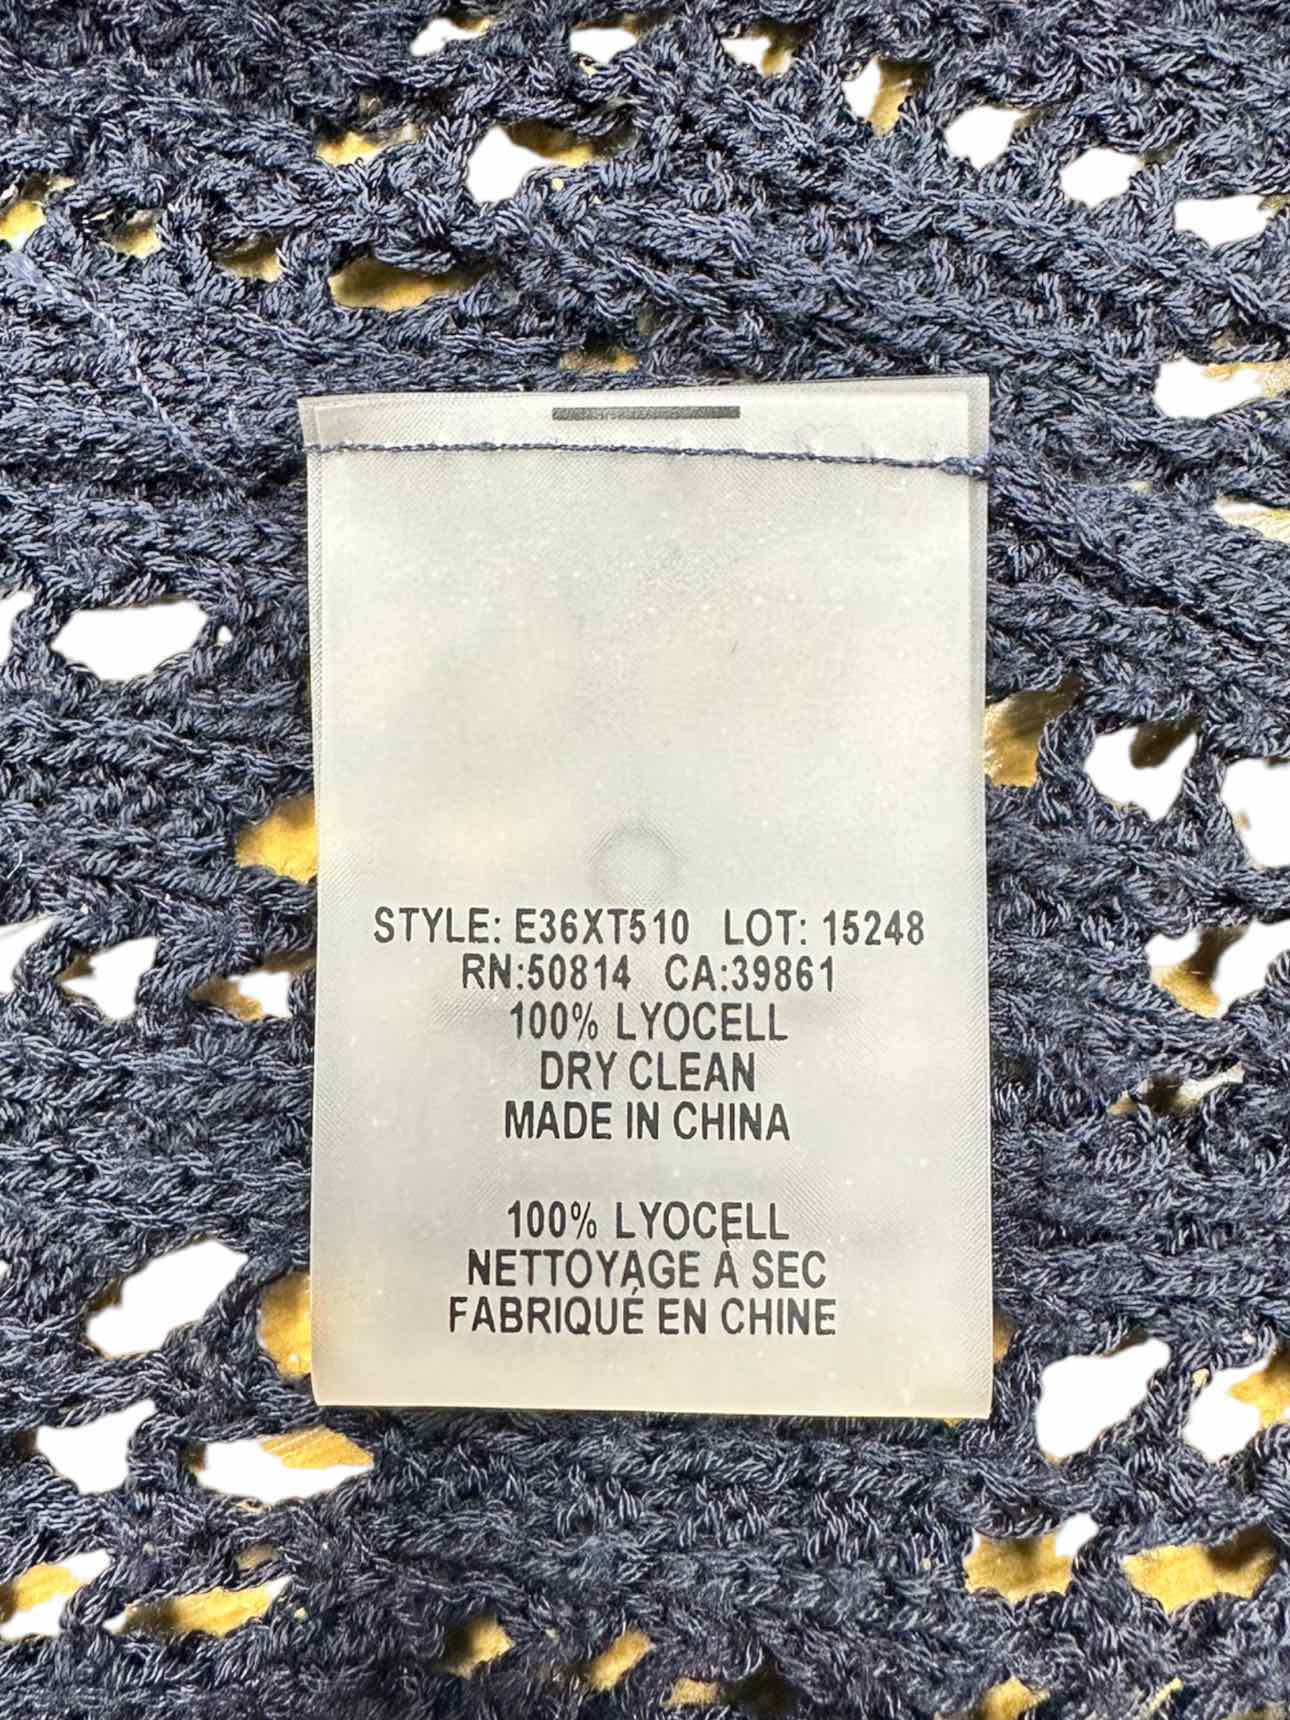 STYLE: E36XT510 LOT: 15248
RN:50814 CA:39861
100% LYOCELL
DRY CLEAN
MADE IN CHINA
100% LYOCELL
NETTOYAGE À SEC
FABRIQUÉ EN CHINE